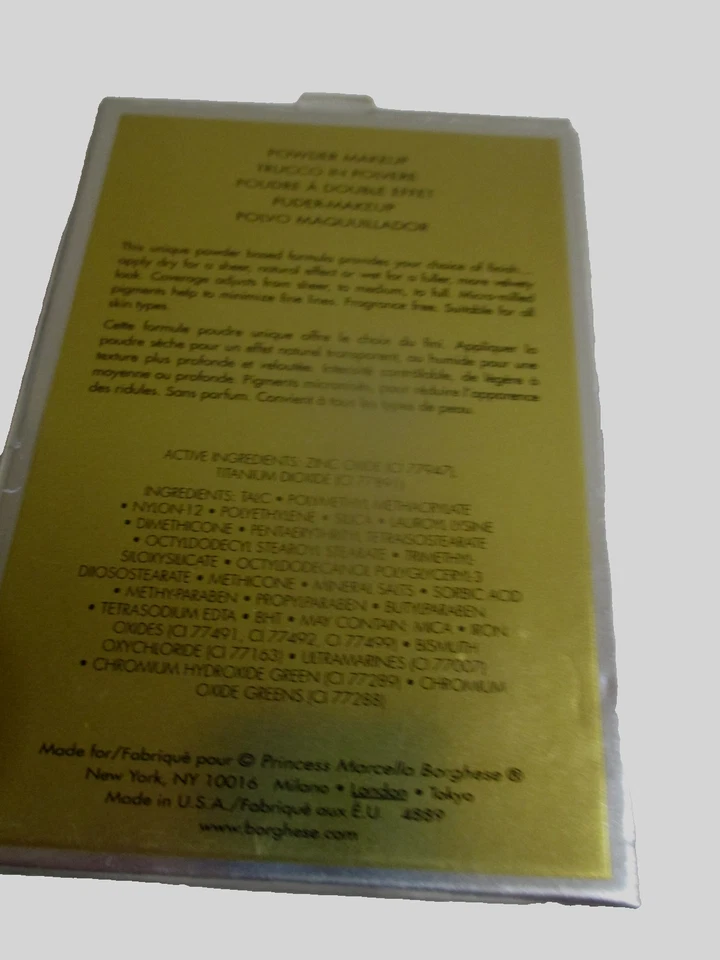 POWDER MAKEUP
TRUCCO IN POLVERE
POUDRE À DOUBLE EFFET
PUDER-MAKEUP
POLVO MAQUILLADOR
This unique powder based formula provides your choice of finish...
apply dry for a sheer, natural effect or wet for a fuller, more velvety
look. Coverage adjusts from sheer, to medium, to full. Micro-milled
pigments help to minimize fine lines. Fragrance free. Suitable for all
skin types.
Cette formule poudre unique offre le choix du fini. Appliquer la
poudre sèche pour un effet naturel transparent, ou humide pour une
texture plus profonde et veloutée. Intensité contrôlable, de légère à
moyenne ou profonde. Pigments micronisés, pour réduire l'apparence
des ridules. Sans parfum. Convient à tous les types de peau.
ACTIVE INGREDIENTS: ZINC OXIDE (CI 77947),
TITANIUM DIOXIDE (CI 77891)
INGREDIENTS: TALC • POLYMETHYL METHACRYLATE
• NYLON-12 • POLYETHYLENE • SILICA • LAUROYL LYSINE
• DIMETHICONE • PENTAERYTHRITYL TETRAISOSTEARATE
• OCTYLDODECYL STEAROYL STEARATE • TRIMETHYL
SILOXYSILICATE • OCTYLDODECANOL POLYGLYCERYL-3
DIIOSOSTEARATE • METHICONE • MINERAL SALTS • SORBIC ACID
• METHY-PARABEN • PROPYL-PARABEN • BUTYL-PARABEN
• TETRASODIUM EDTA • BHT • MAY CONTAIN: MICA • IRON
OXIDES (CI 77491, CI 77492, CI 77499) • BISMUTH
OXYCHLORIDE (CI 77163) • ULTRAMARINES (CI 77007)
• CHROMIUM HYDROXIDE GREEN (CI 77289) • CHROMIUM
OXIDE GREENS (CI 77288)
Made for/Fabriqué pour © Princess Marcella Borghese ®
New York, NY 10016 Milano • London • Tokyo
Made in U.S.A./Fabriqué aux É.U. 4889
www.borghese.com